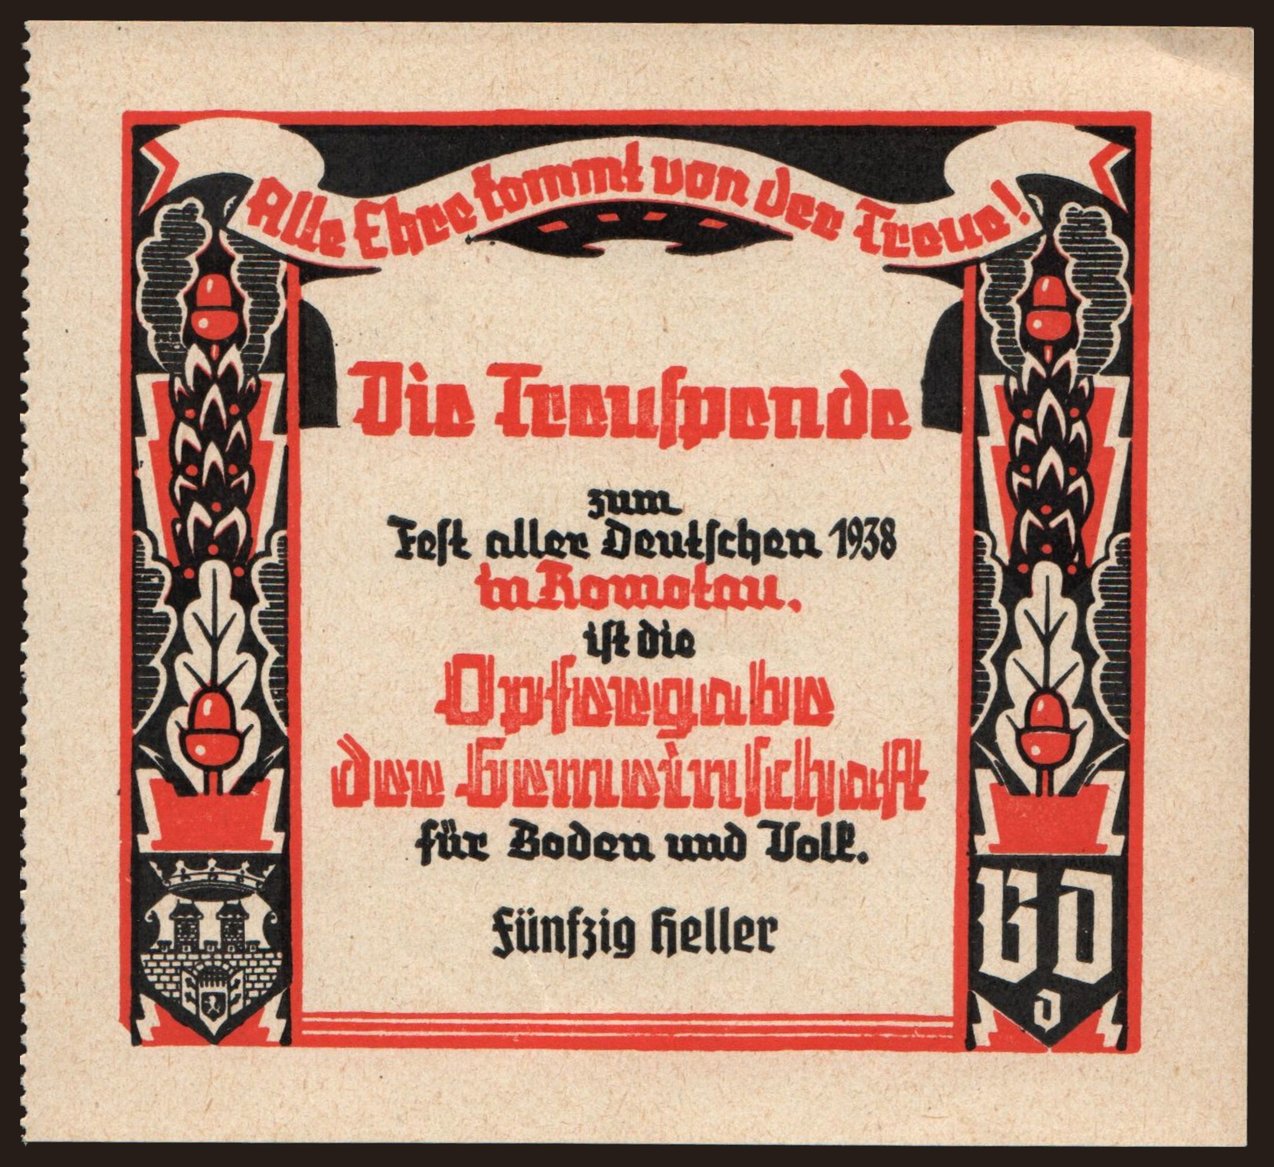 Alle Ehre kommt von der Treue!
Die Treuspende
zum
Fest aller Deutschen 1938
in Komotau.
ist die
Opfergabe
der Gemeinschaft
für Boden und Volk.
Fünfzig Heller
BD
d